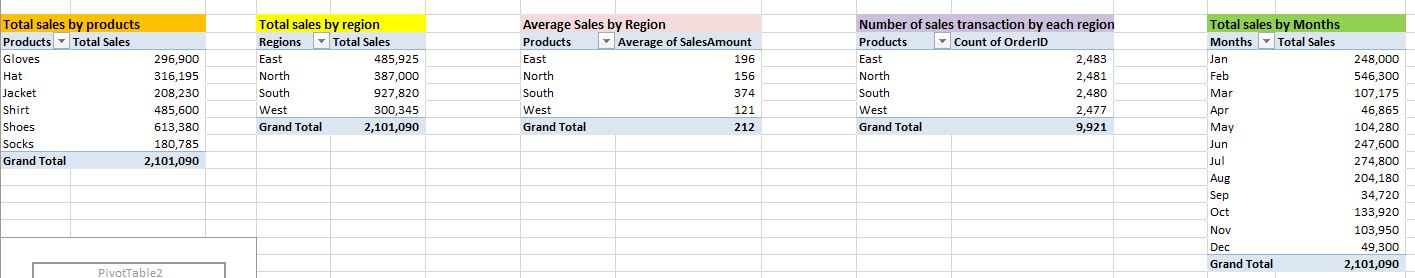 Total sales by products Total sales by region Average Sales by Region Number of sales transaction by each region Total sales by Months
Products Total Sales Regions Total Sales Products Average of SalesAmount Products Count of OrderID Months Total Sales
Gloves 296,900 East 485,925 East 196 East 2,483 Jan 248,000
Hat 316,195 North 387,000 North 156 North 2,481 Feb 546,300
Jacket 208,230 South 927,820 South 374 South 2,480 Mar 107,175
Shirt 485,600 West 300,345 West 121 West 2,477 Apr 46,865
Shoes 613,380 Grand Total 2,101,090 Grand Total 212 Grand Total 9,921 May 104,280
Socks 180,785 Jun 247,600
Grand Total 2,101,090 Jul 274,800
Aug 204,180
Sep 34,720
Oct 133,920
Nov 103,950
Dec 49,300
Grand Total 2,101,090
PivotTable2